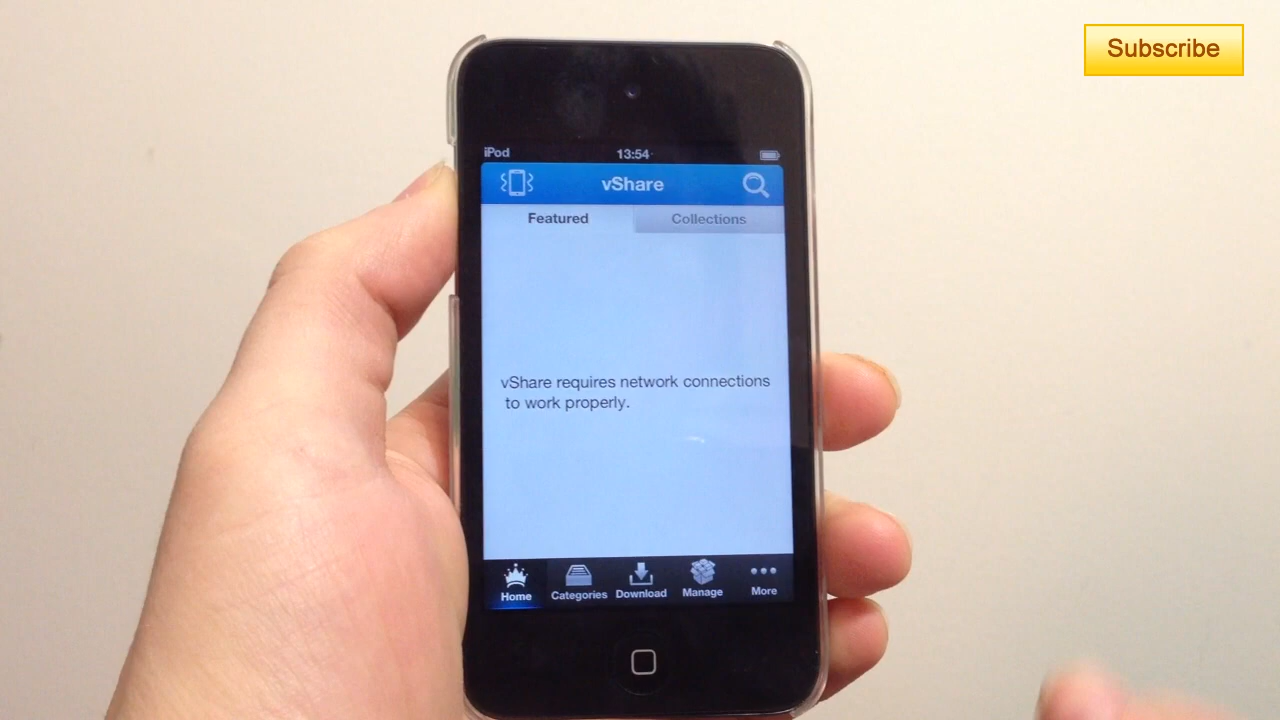 Subscribe
iPod
13:54
vShare
Featured
Collections
vShare requires network connections
to work properly.
Home
Categories
Download
Manage
More